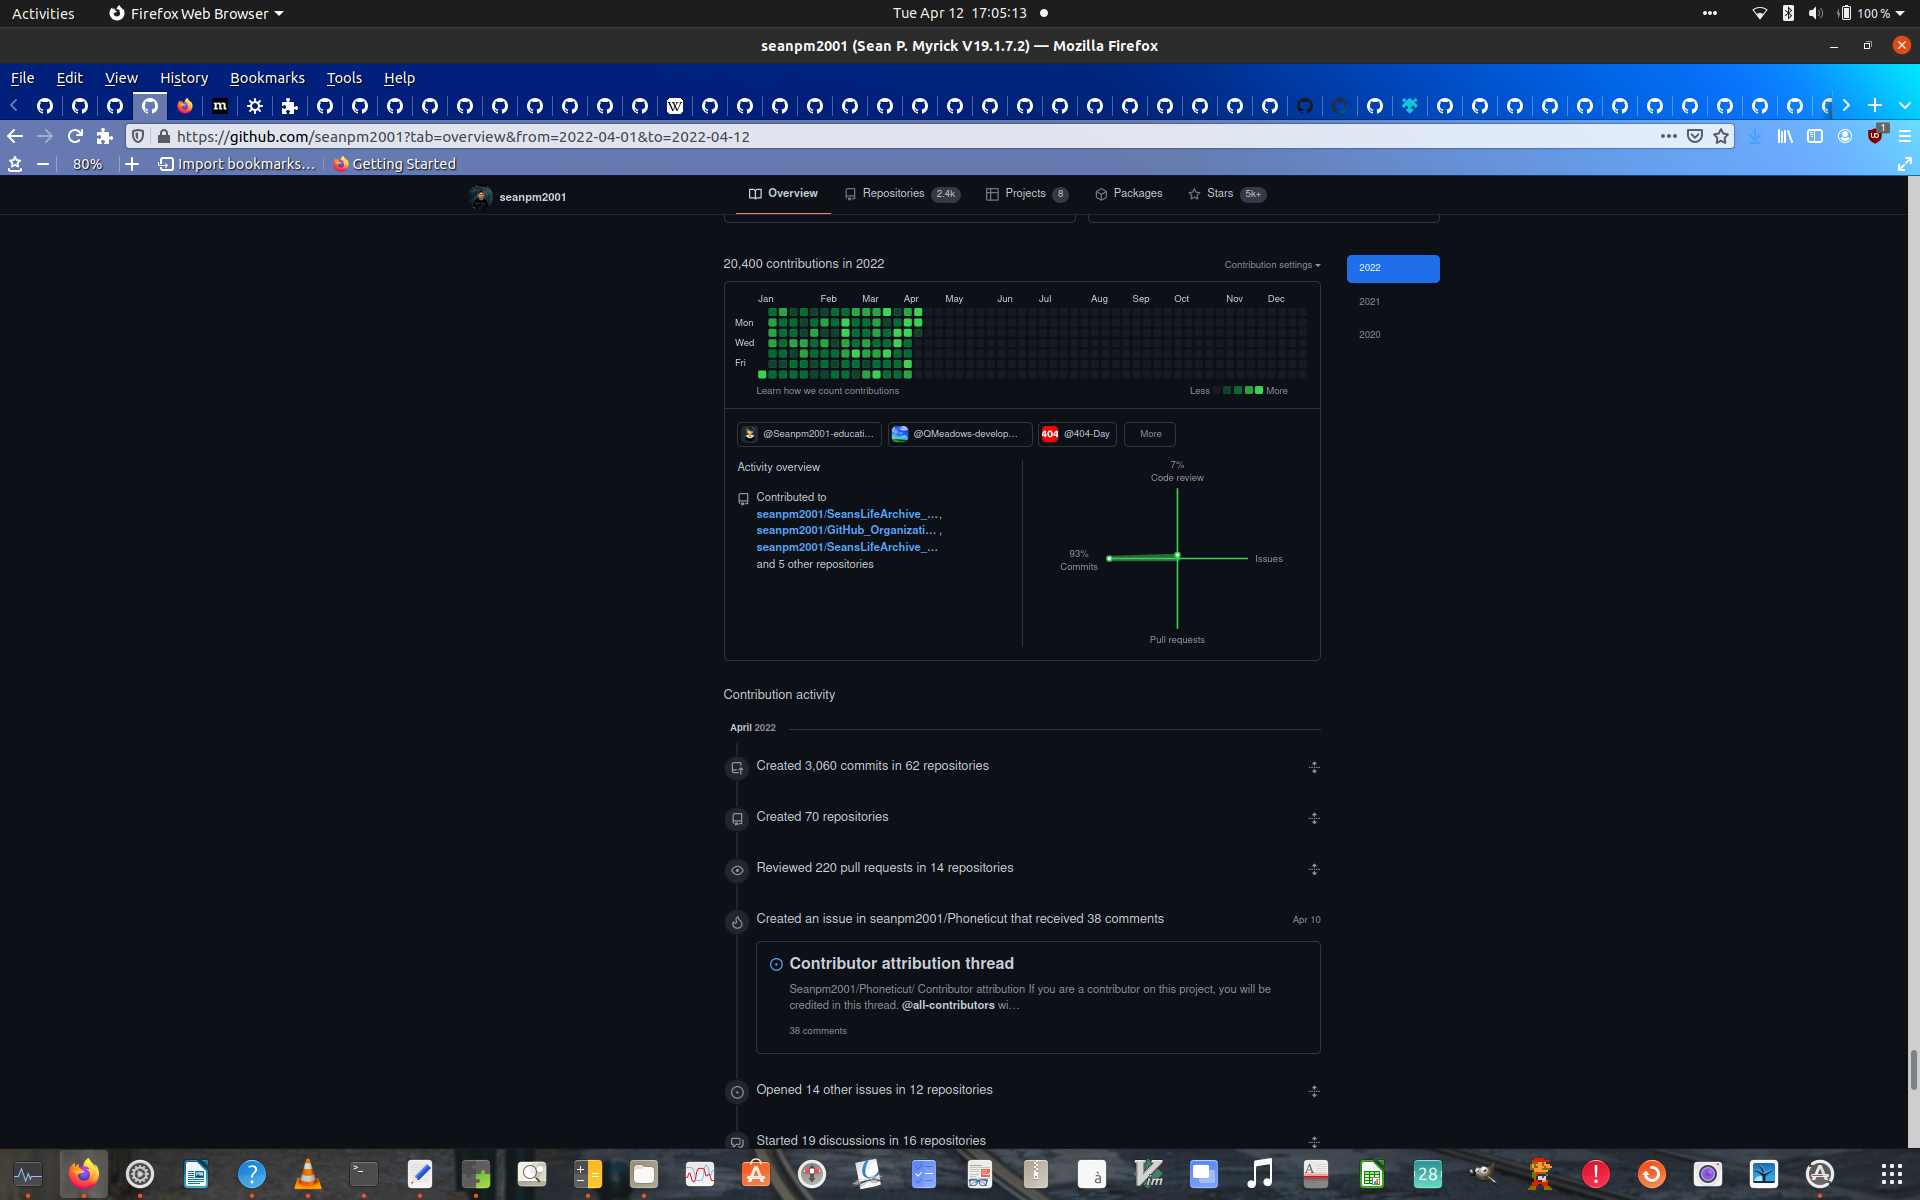 Activities
Firefox Web Browser
Tue Apr 12 17:05:13
100 %
seanpm2001 (Sean P. Myrick V19.1.7.2) — Mozilla Firefox
File Edit View History Bookmarks Tools Help
https://github.com/seanpm2001?tab=overview&from=2022-04-01&to=2022-04-12
1
80%
Import bookmarks...
Getting Started
seanpm2001
Overview
Repositories 2.4k
Projects 8
Packages
Stars 5k+
20,400 contributions in 2022
Contribution settings
2022
2021
2020
Jan Feb Mar Apr May Jun Jul Aug Sep Oct Nov Dec
Mon
Wed
Fri
Learn how we count contributions
Less More
@Seanpm2001-educati...
@QMeadows-develop...
404 @404-Day
More
Activity overview
Contributed to
seanpm2001/SeansLifeArchive_...,
seanpm2001/GitHub_Organizati... ,
seanpm2001/SeansLifeArchive_...
and 5 other repositories
7%
Code review
93%
Commits
Issues
Pull requests
Contribution activity
April 2022
Created 3,060 commits in 62 repositories
Created 70 repositories
Reviewed 220 pull requests in 14 repositories
Created an issue in seanpm2001/Phoneticut that received 38 comments
Apr 10
Contributor attribution thread
Seanpm2001/Phoneticut/ Contributor attribution If you are a contributor on this project, you will be
credited in this thread. @all-contributors wi...
38 comments
Opened 14 other issues in 12 repositories
Started 19 discussions in 16 repositories
28